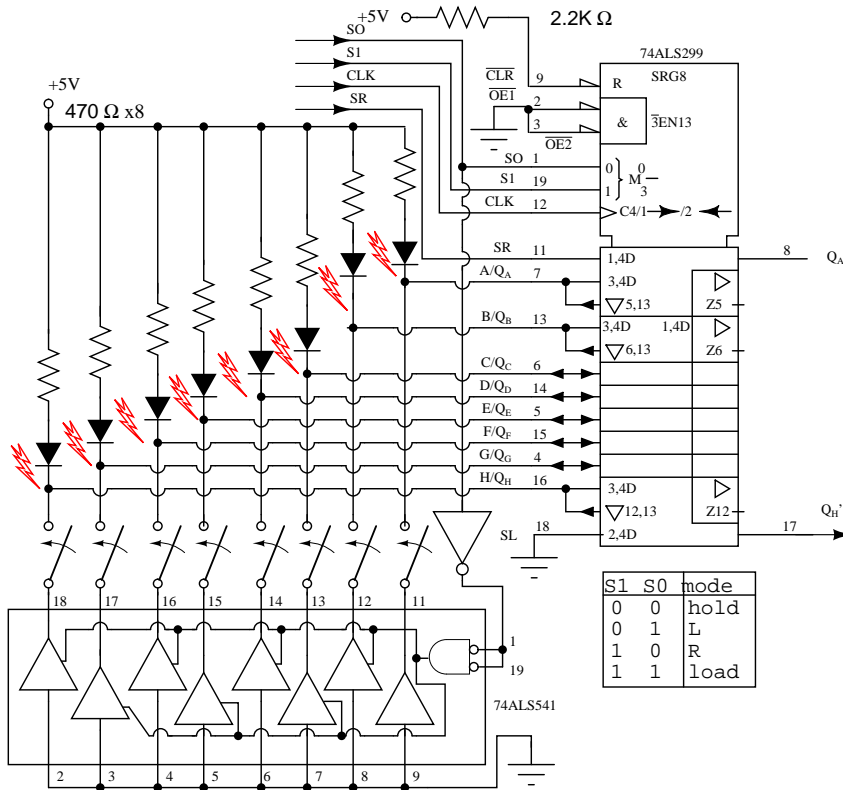 +5V
2.2K Ω
SO
S1
CLK
SR
74ALS299
SRG8
+5V
470 Ω x8
CLR
9
R
OE1
2
&
3EN13
3
OE2
SO
1
0
1
M
0
3
S1
19
CLK
12
C4/1
/2
SR
11
1,4D
8
QA
A/QA
7
3,4D
5,13
Z5
B/QB
13
3,4D
1,4D
6,13
Z6
C/QC
6
D/QD
14
E/QE
5
F/QF
15
G/QG
4
H/QH
16
3,4D
12,13
Z12
SL
18
2,4D
17
QH'
S1 S0 mode
0 0 hold
0 1 L
1 0 R
1 1 load
18 17 16 15 14 13 12 11
1
19
74ALS541
2 3 4 5 6 7 8 9